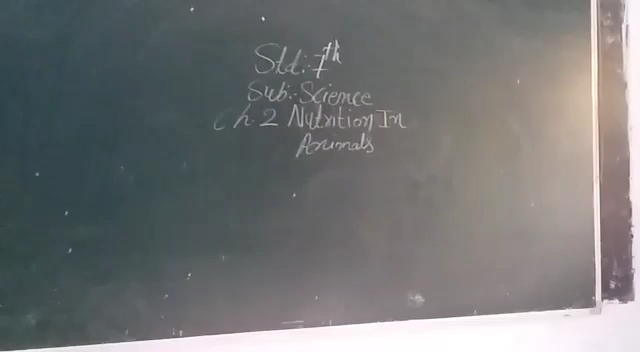 Std:- 7th
Sub:- Science
Ch. 2 Nutrition In
Animals